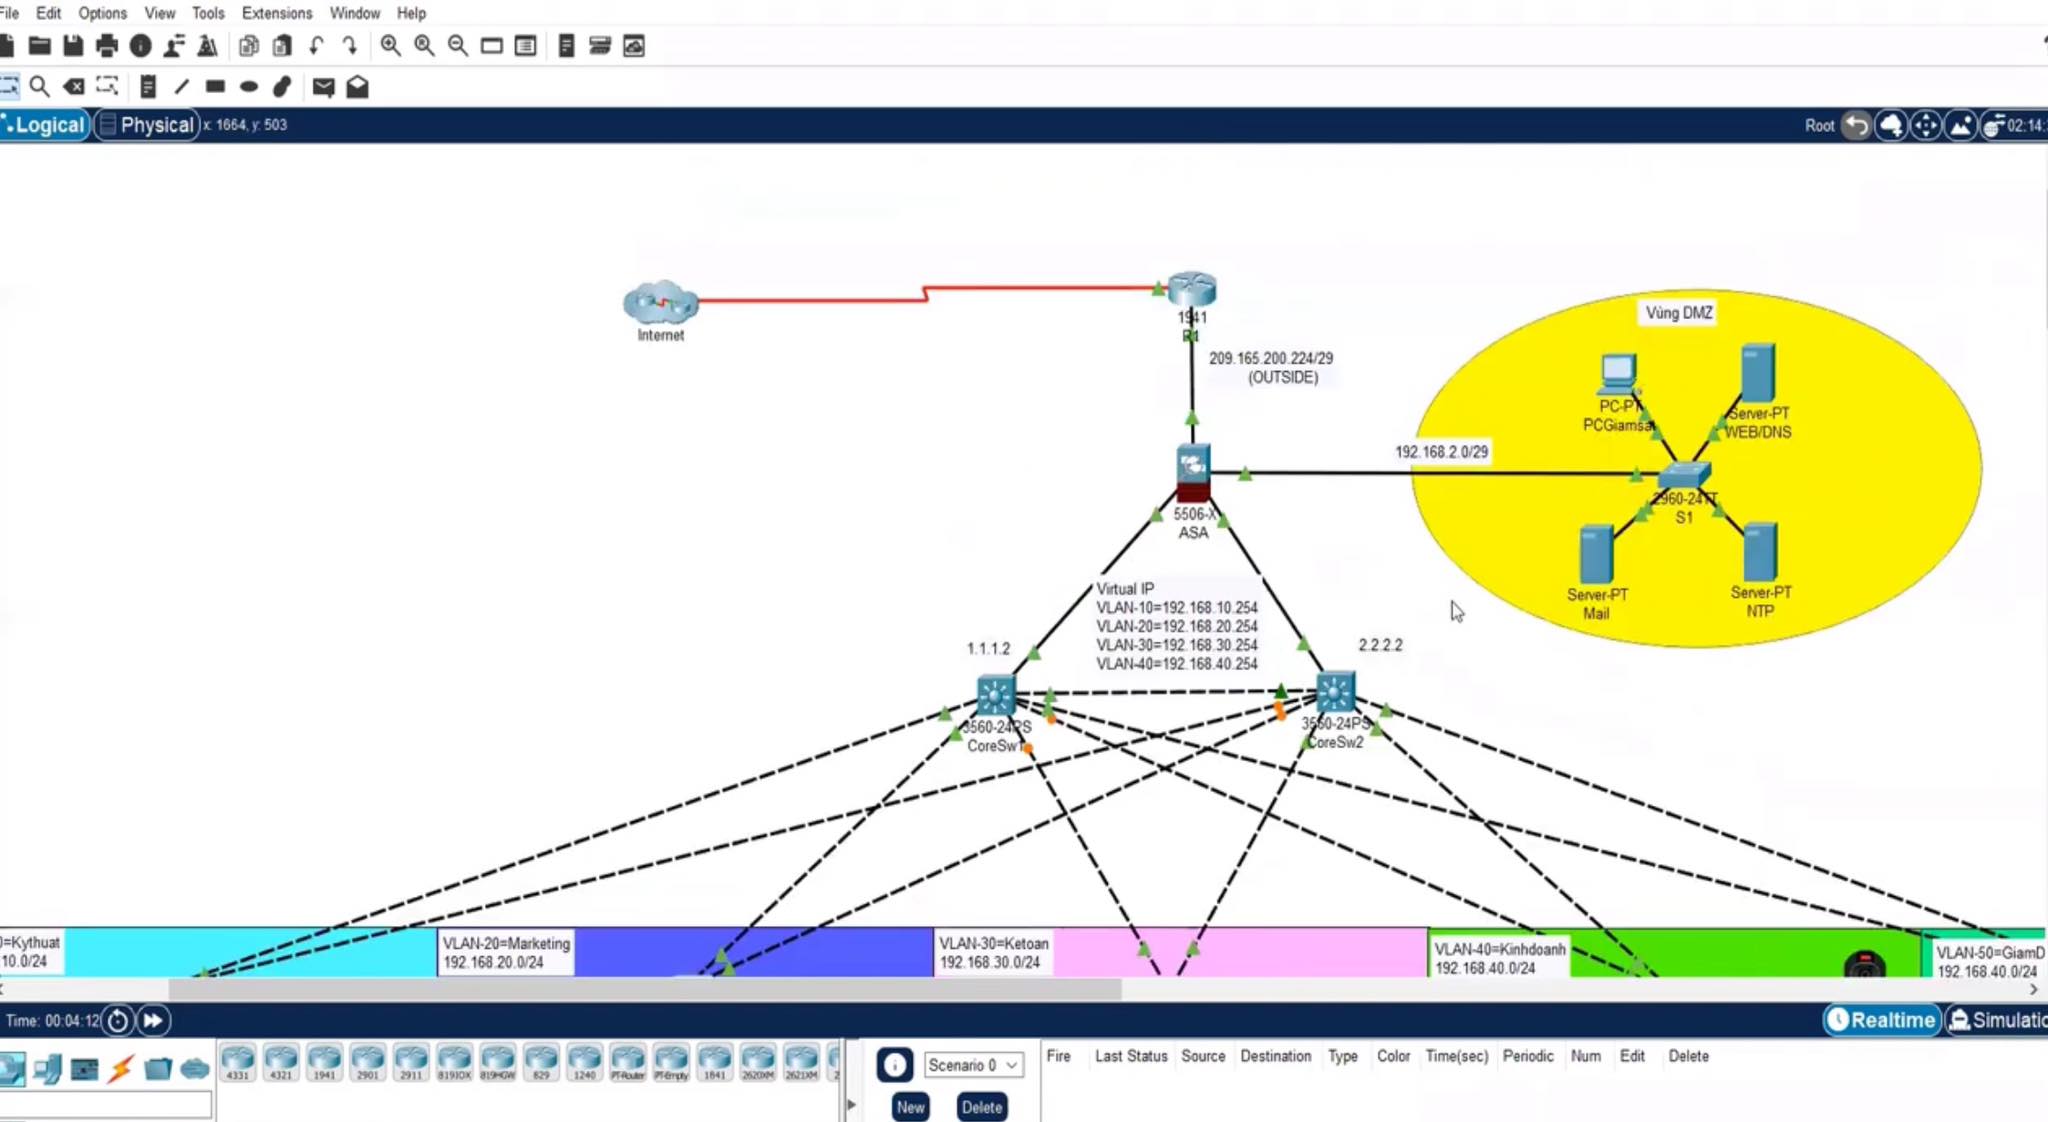 File Edit Options View Tools Extensions Window Help
Logical Physical x: 1664, y: 503 Root 02:14:
Vùng DMZ
Internet
1941
R1
209.165.200.224/29
(OUTSIDE)
PC-PT
PCGiamsat
Server-PT
WEB/DNS
192.168.2.0/29
2960-24TT
S1
5506-X
ASA
Server-PT
Mail
Server-PT
NTP
Virtual IP
VLAN-10=192.168.10.254
VLAN-20=192.168.20.254
VLAN-30=192.168.30.254
VLAN-40=192.168.40.254
1.1.1.2
2.2.2.2
3560-24PS
CoreSw1
3560-24PS
CoreSw2
0=Kythuat
10.0/24
VLAN-20=Marketing
192.168.20.0/24
VLAN-30=Ketoan
192.168.30.0/24
VLAN-40=Kinhdoanh
192.168.40.0/24
VLAN-50=GiamD
192.168.40.0/24
Time: 00:04:12
Realtime Simulatio
4331 4321 1941 2901 2911 819IOX 819HGW 829 1240 PT-Router PT-Empty 1841 2620XM 2621XM 2
Scenario 0
New Delete
Fire Last Status Source Destination Type Color Time(sec) Periodic Num Edit Delete